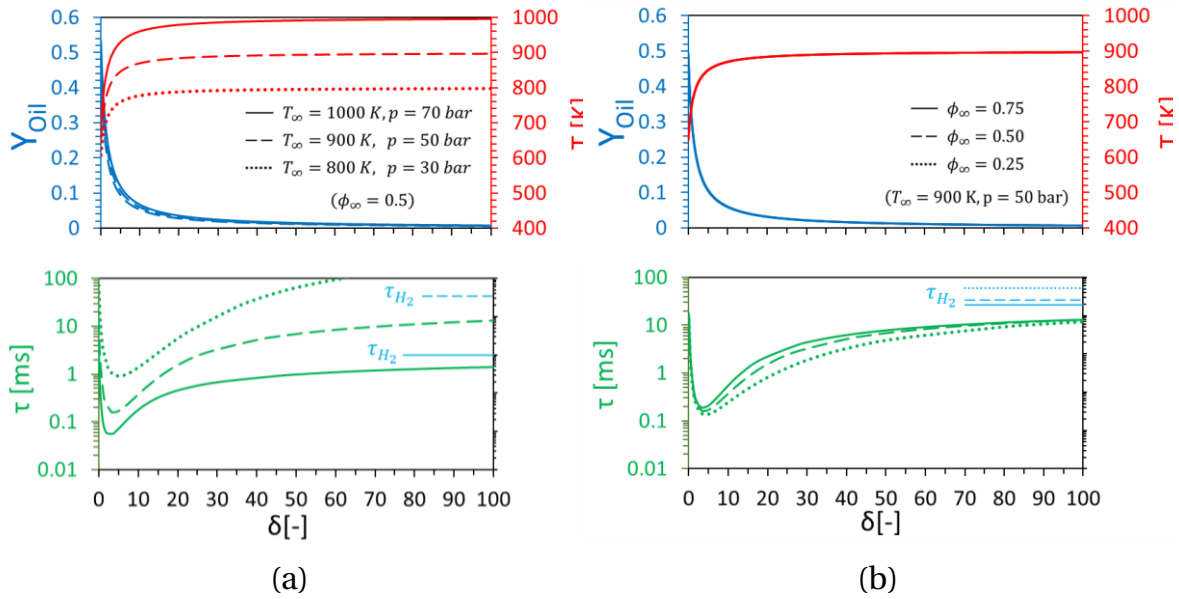 0.6
0.5
0.4
0.3
0.2
0.1
0
Y_Oil
1000
900
800
700
600
500
400
T [K]
T∞ = 1000 K, p = 70 bar
T∞ = 900 K, p = 50 bar
T∞ = 800 K, p = 30 bar
(ϕ∞ = 0.5)
100
10
1
0.1
0.01
τ [ms]
τ_H2
τ_H2
0 10 20 30 40 50 60 70 80 90 100
δ[-]
(a)
0.6
0.5
0.4
0.3
0.2
0.1
0
Y_Oil
1000
900
800
700
600
500
400
T [K]
ϕ∞ = 0.75
ϕ∞ = 0.50
ϕ∞ = 0.25
(T∞ = 900 K, p = 50 bar)
100
10
1
0.1
0.01
τ [ms]
τ_H2
0 10 20 30 40 50 60 70 80 90 100
δ[-]
(b)